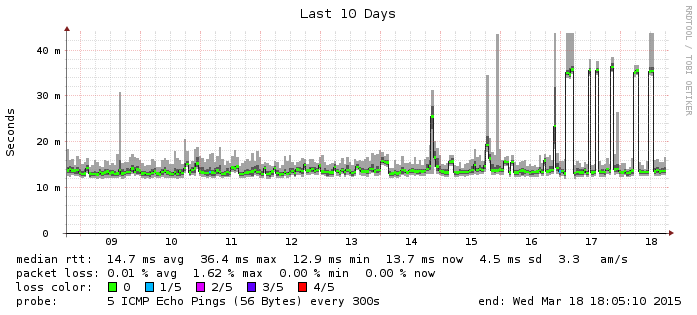 Last 10 Days
RRDTOOL / TOBI OETIKER
Seconds
40 m
30 m
20 m
10 m
0
09 10 11 12 13 14 15 16 17 18
median rtt: 14.7 ms avg 36.4 ms max 12.9 ms min 13.7 ms now 4.5 ms sd 3.3 am/s
packet loss: 0.01 % avg 1.62 % max 0.00 % min 0.00 % now
loss color: 0 1/5 2/5 3/5 4/5
probe: 5 ICMP Echo Pings (56 Bytes) every 300s end: Wed Mar 18 18:05:10 2015